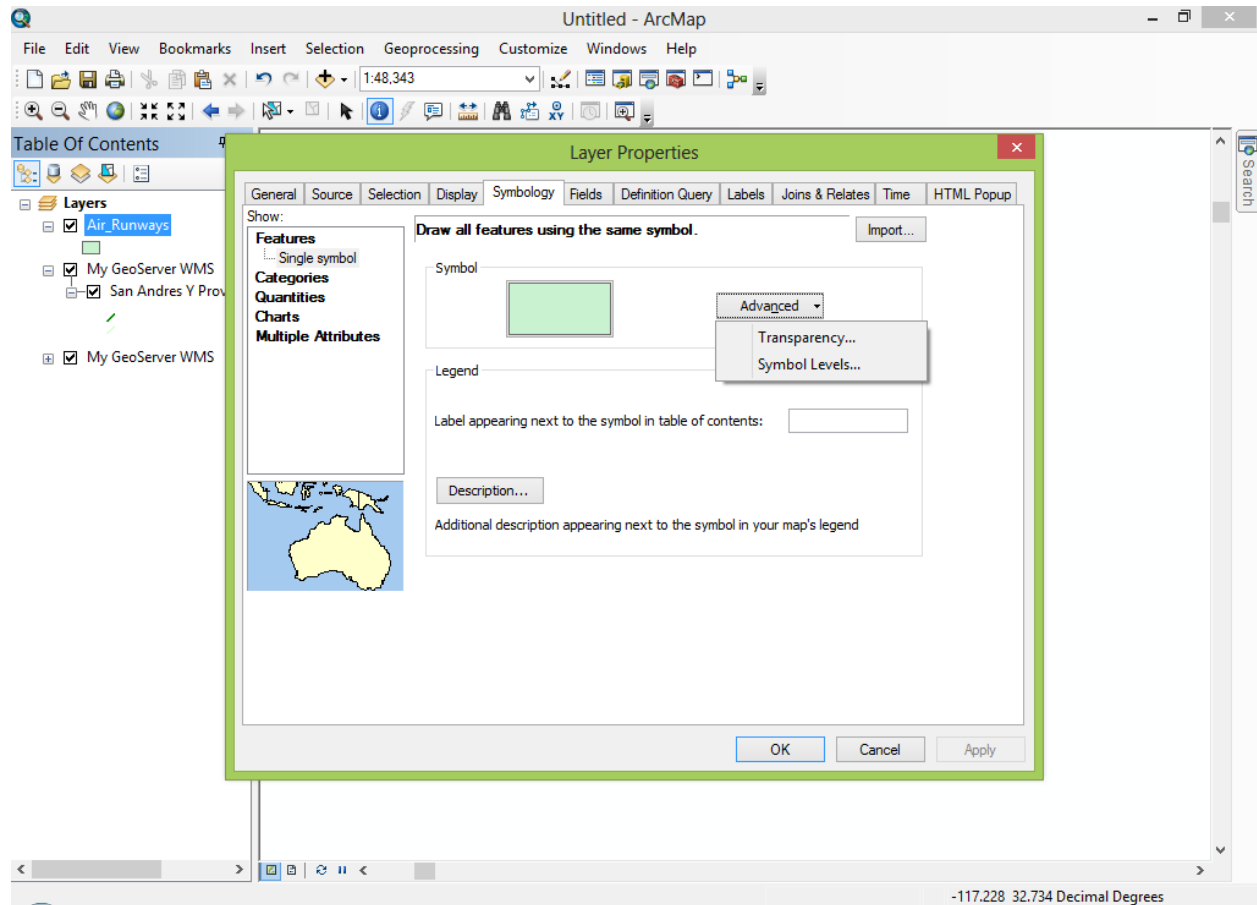 Untitled - ArcMap
File Edit View Bookmarks Insert Selection Geoprocessing Customize Windows Help
1:48,343
Table Of Contents
Layers
Air_Runways
My GeoServer WMS
San Andres Y Prov
My GeoServer WMS
Layer Properties
General Source Selection Display Symbology Fields Definition Query Labels Joins & Relates Time HTML Popup
Show:
Features
Single symbol
Categories
Quantities
Charts
Multiple Attributes
Draw all features using the same symbol.
Import...
Symbol
Advanced
Transparency...
Symbol Levels...
Legend
Label appearing next to the symbol in table of contents:
Description...
Additional description appearing next to the symbol in your map's legend
OK Cancel Apply
Search
-117.228 32.734 Decimal Degrees